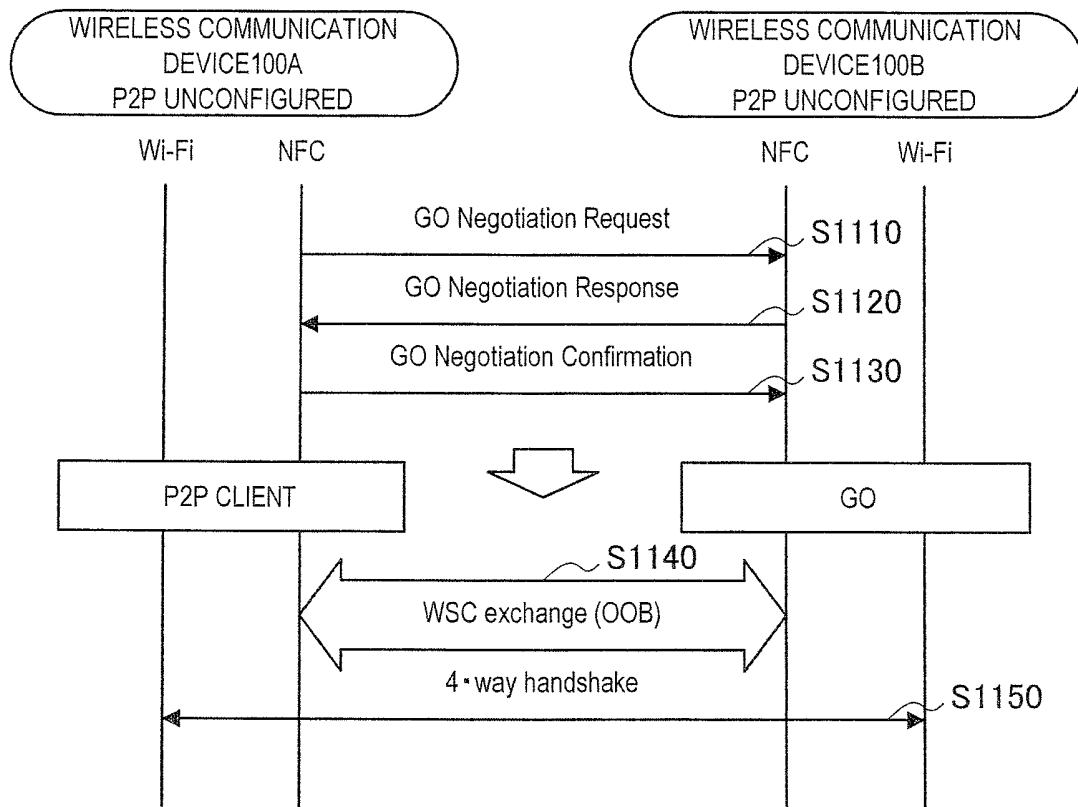 WIRELESS COMMUNICATION
DEVICE100A
P2P UNCONFIGURED
WIRELESS COMMUNICATION
DEVICE100B
P2P UNCONFIGURED
Wi-Fi
NFC
NFC
Wi-Fi
GO Negotiation Request
S1110
GO Negotiation Response
S1120
GO Negotiation Confirmation
S1130
P2P CLIENT
GO
S1140
WSC exchange (OOB)
4・way handshake
S1150